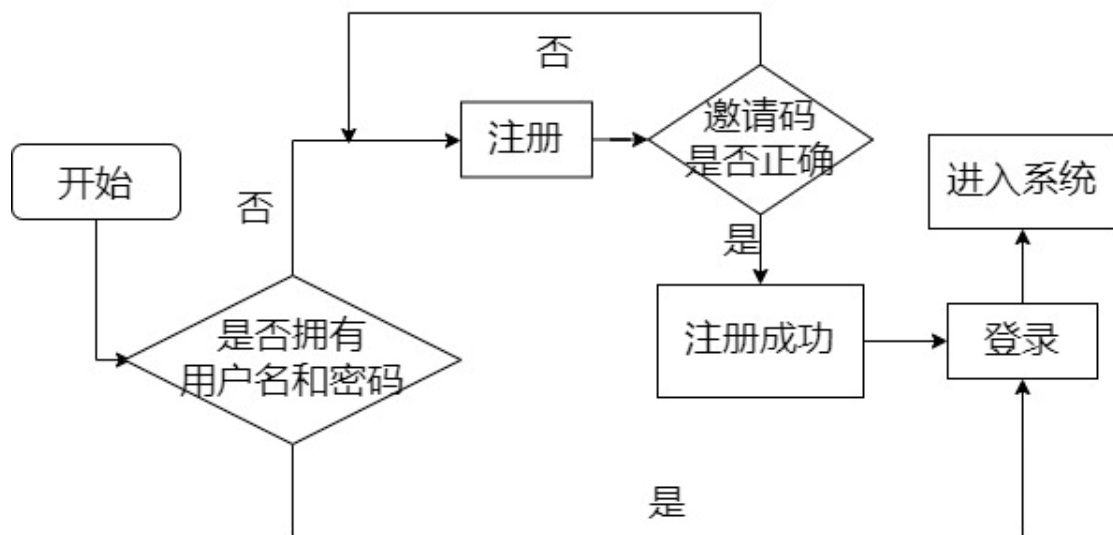 否
注册
邀请码
是否正确
开始
进入系统
否
是
是否拥有
用户名和密码
注册成功
登录
是